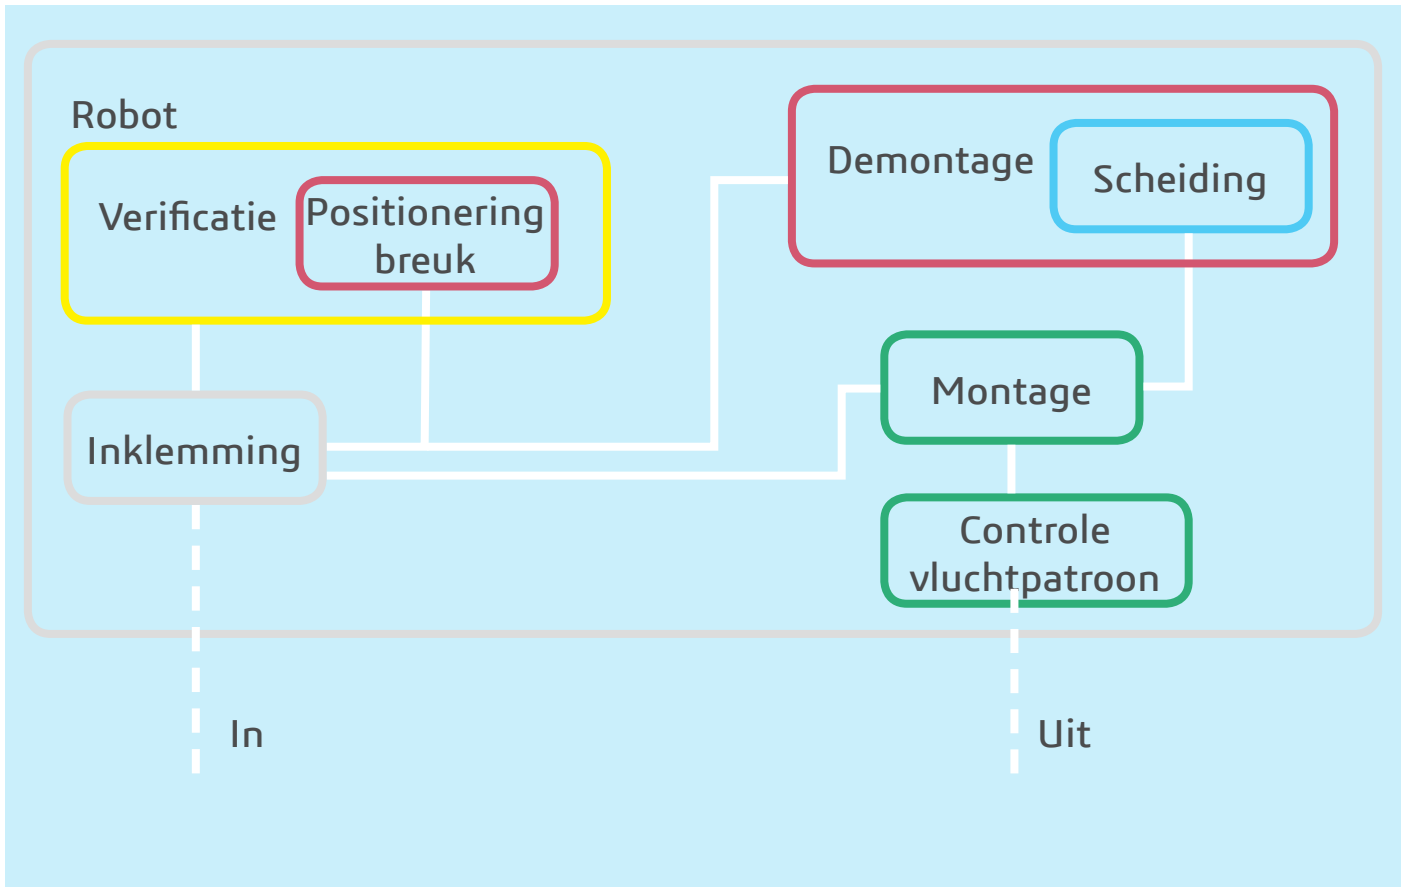 Robot
Verificatie
Positionering
breuk
Demontage
Scheiding
Inklemming
Montage
Controle
vluchtpatroon
In
Uit